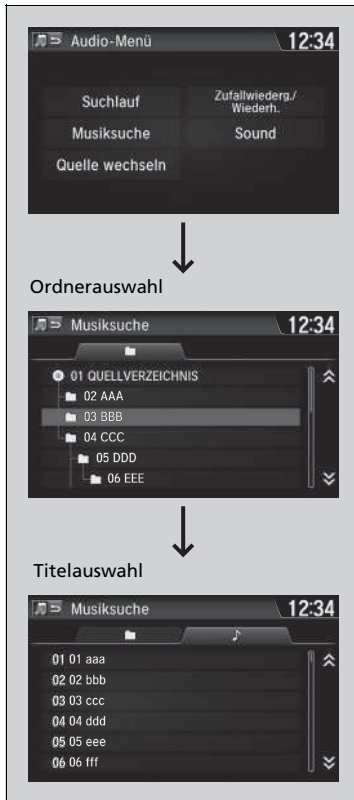 Audio-Menü 12:34
Suchlauf
Zufallwiederg./
Wiederh.
Musiksuche
Sound
Quelle wechseln
Ordnerauswahl
Musiksuche 12:34
01 QUELLVERZEICHNIS
02 AAA
03 BBB
04 CCC
05 DDD
06 EEE
Titelauswahl
Musiksuche 12:34
01 01 aaa
02 02 bbb
03 03 ccc
04 04 ddd
05 05 eee
06 06 fff